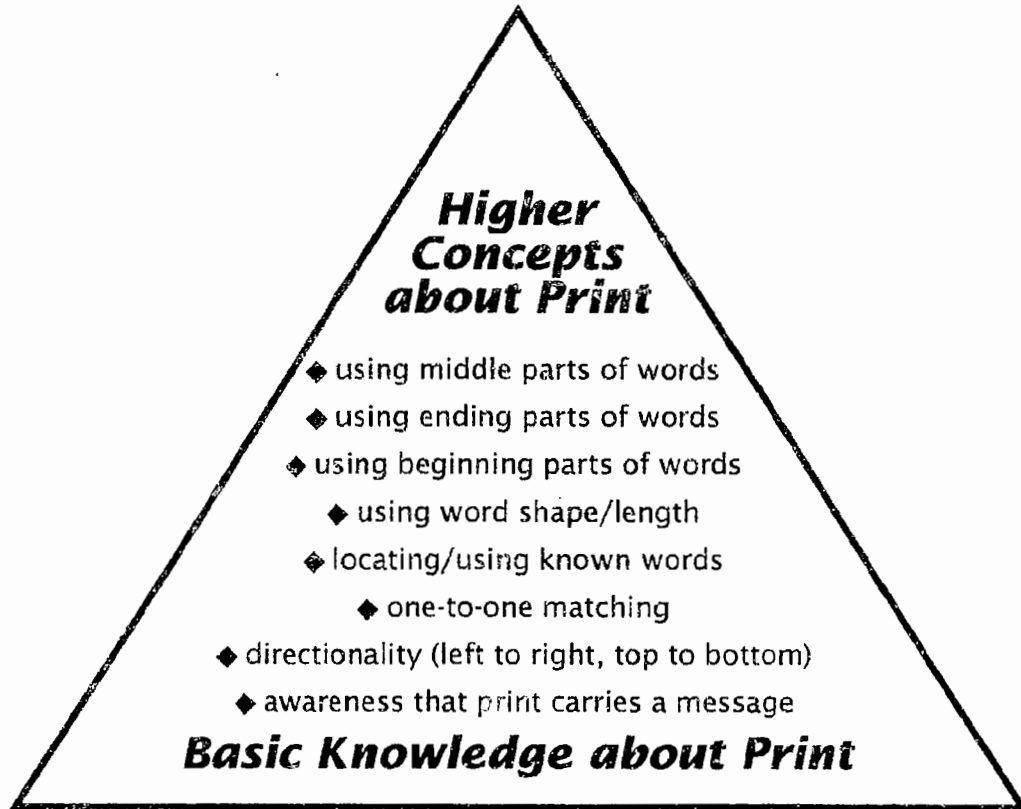 Higher
Concepts
about Print
◆ using middle parts of words
◆ using ending parts of words
◆ using beginning parts of words
◆ using word shape/length
◆ locating/using known words
◆ one-to-one matching
◆ directionality (left to right, top to bottom)
◆ awareness that print carries a message
Basic Knowledge about Print